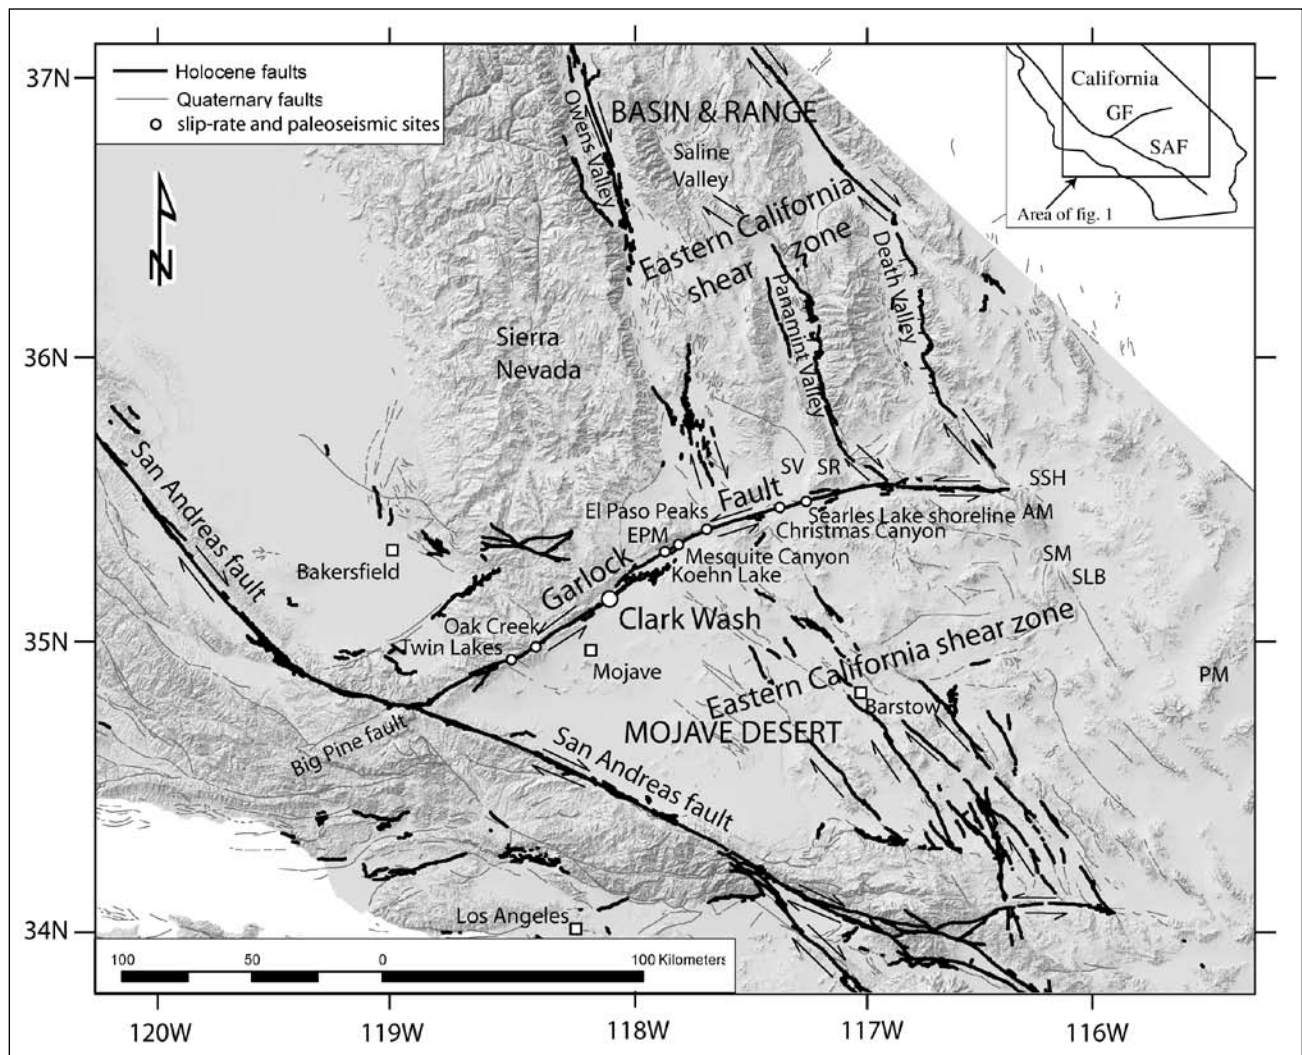 Holocene faults
Quaternary faults
slip-rate and paleoseismic sites
California
GF
SAF
Area of fig. 1
37N
36N
35N
34N
N
Owens Valley
BASIN & RANGE
Saline
Valley
Eastern California
shear zone
Panamint Valley
Death Valley
Sierra
Nevada
San Andreas fault
Bakersfield
SV
SR
SSH
AM
SM
SLB
PM
Garlock
Fault
El Paso Peaks
EPM
Searles Lake shoreline
Christmas Canyon
Mesquite Canyon
Koehn Lake
Clark Wash
Oak Creek
Twin Lakes
Mojave
Eastern California shear zone
Barstow
MOJAVE DESERT
Big Pine fault
San Andreas fault
Los Angeles
100 50 0 100 Kilometers
120W 119W 118W 117W 116W